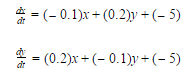 dx/dt = (− 0.1)x + (0.2)y + (− 5)
dy/dt = (0.2)x + (− 0.1)y + (− 5)